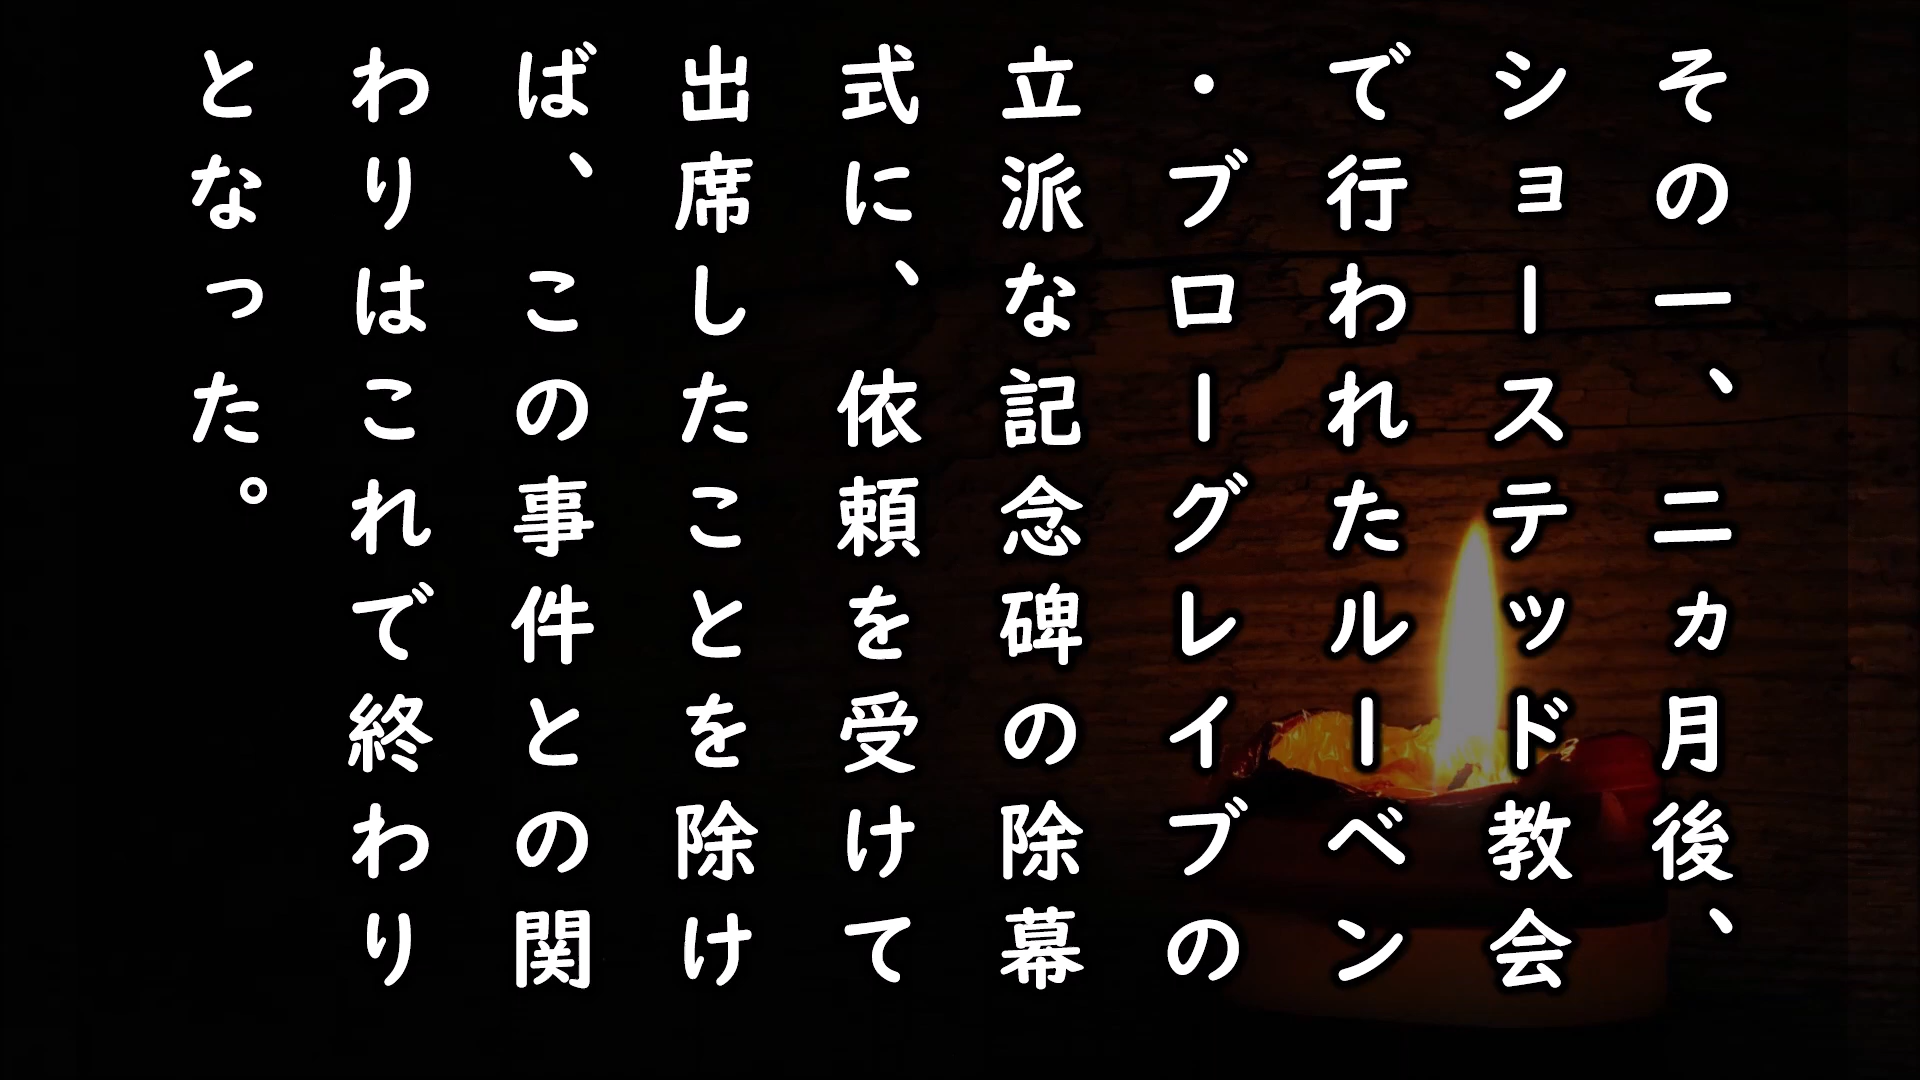 その一、二ヵ月後、
ショーステッド教会
で行われたルーベン
・ブローグレイブの
立派な記念碑の除幕
式に、依頼を受けて
出席したことを除け
ば、この事件との関
わりはこれで終わり
となった。